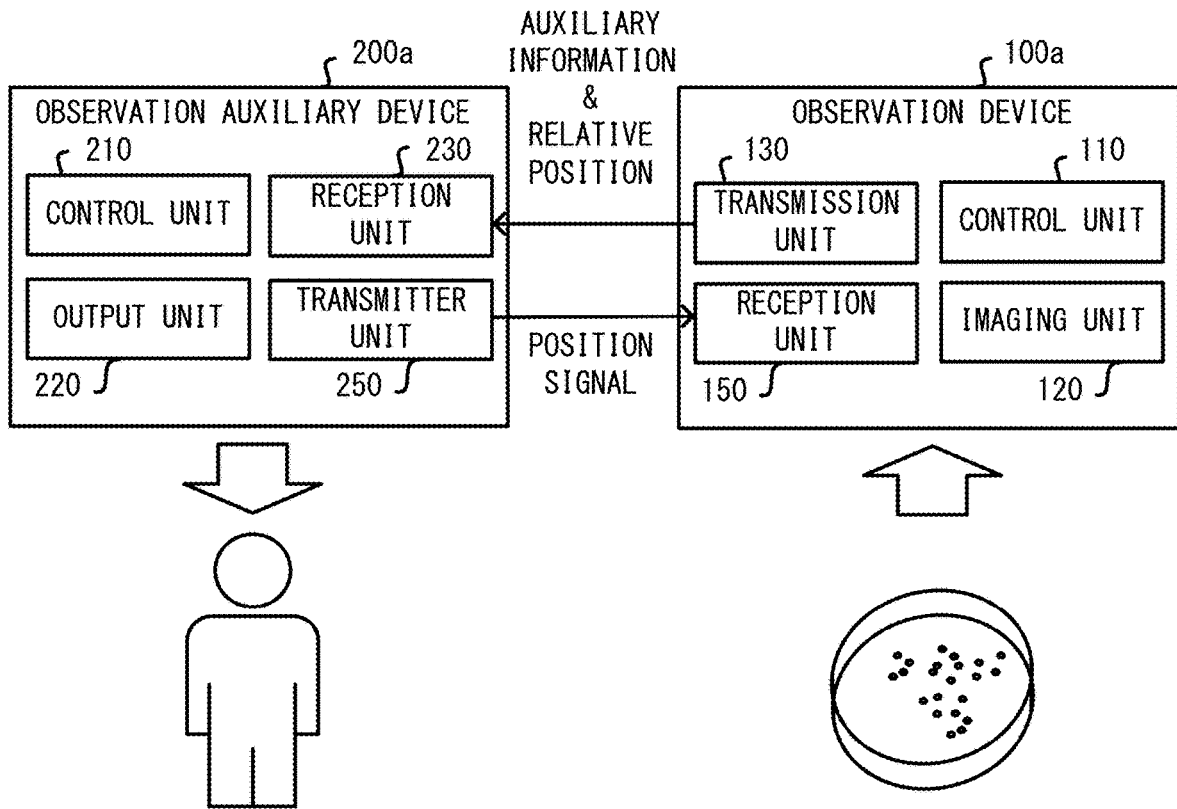 200a
AUXILIARY
INFORMATION
&
RELATIVE
POSITION
100a
OBSERVATION AUXILIARY DEVICE
210
230
CONTROL UNIT
RECEPTION
UNIT
OUTPUT UNIT
TRANSMITTER
UNIT
220
250
POSITION
SIGNAL
OBSERVATION DEVICE
130
110
TRANSMISSION
UNIT
CONTROL UNIT
RECEPTION
UNIT
IMAGING UNIT
150
120